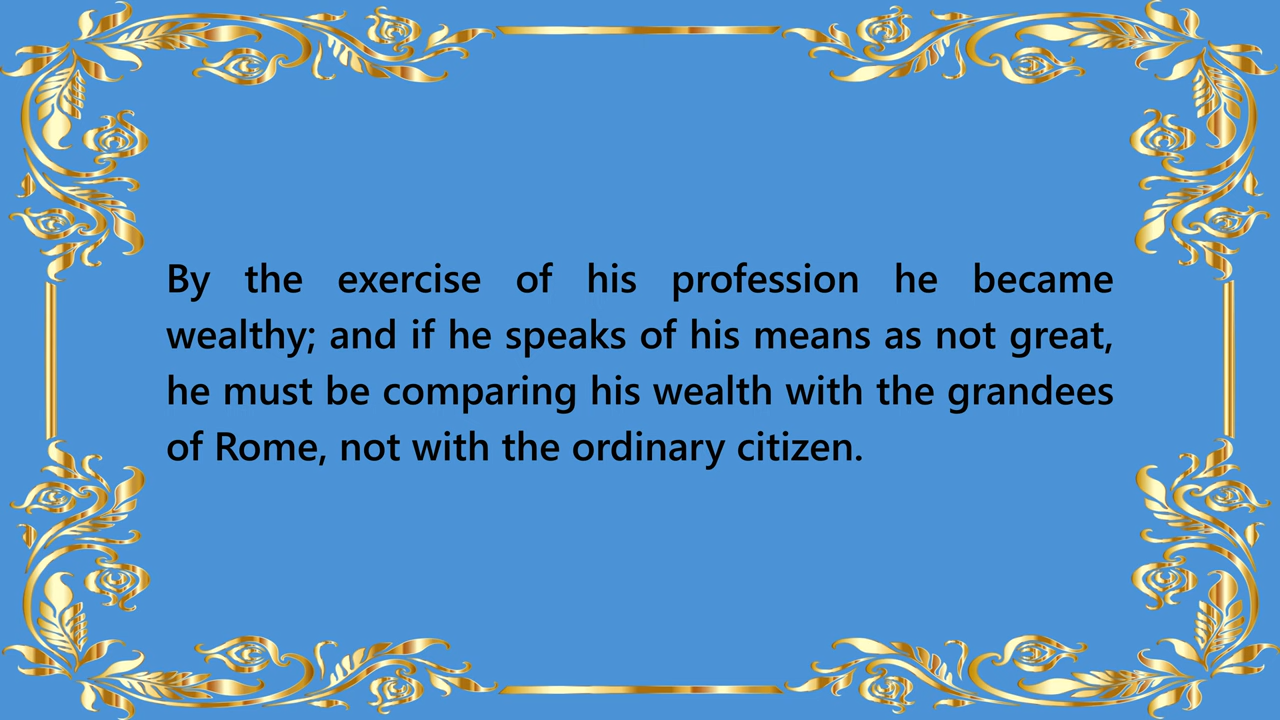 By the exercise of his profession he became
wealthy; and if he speaks of his means as not great,
he must be comparing his wealth with the grandees
of Rome, not with the ordinary citizen.